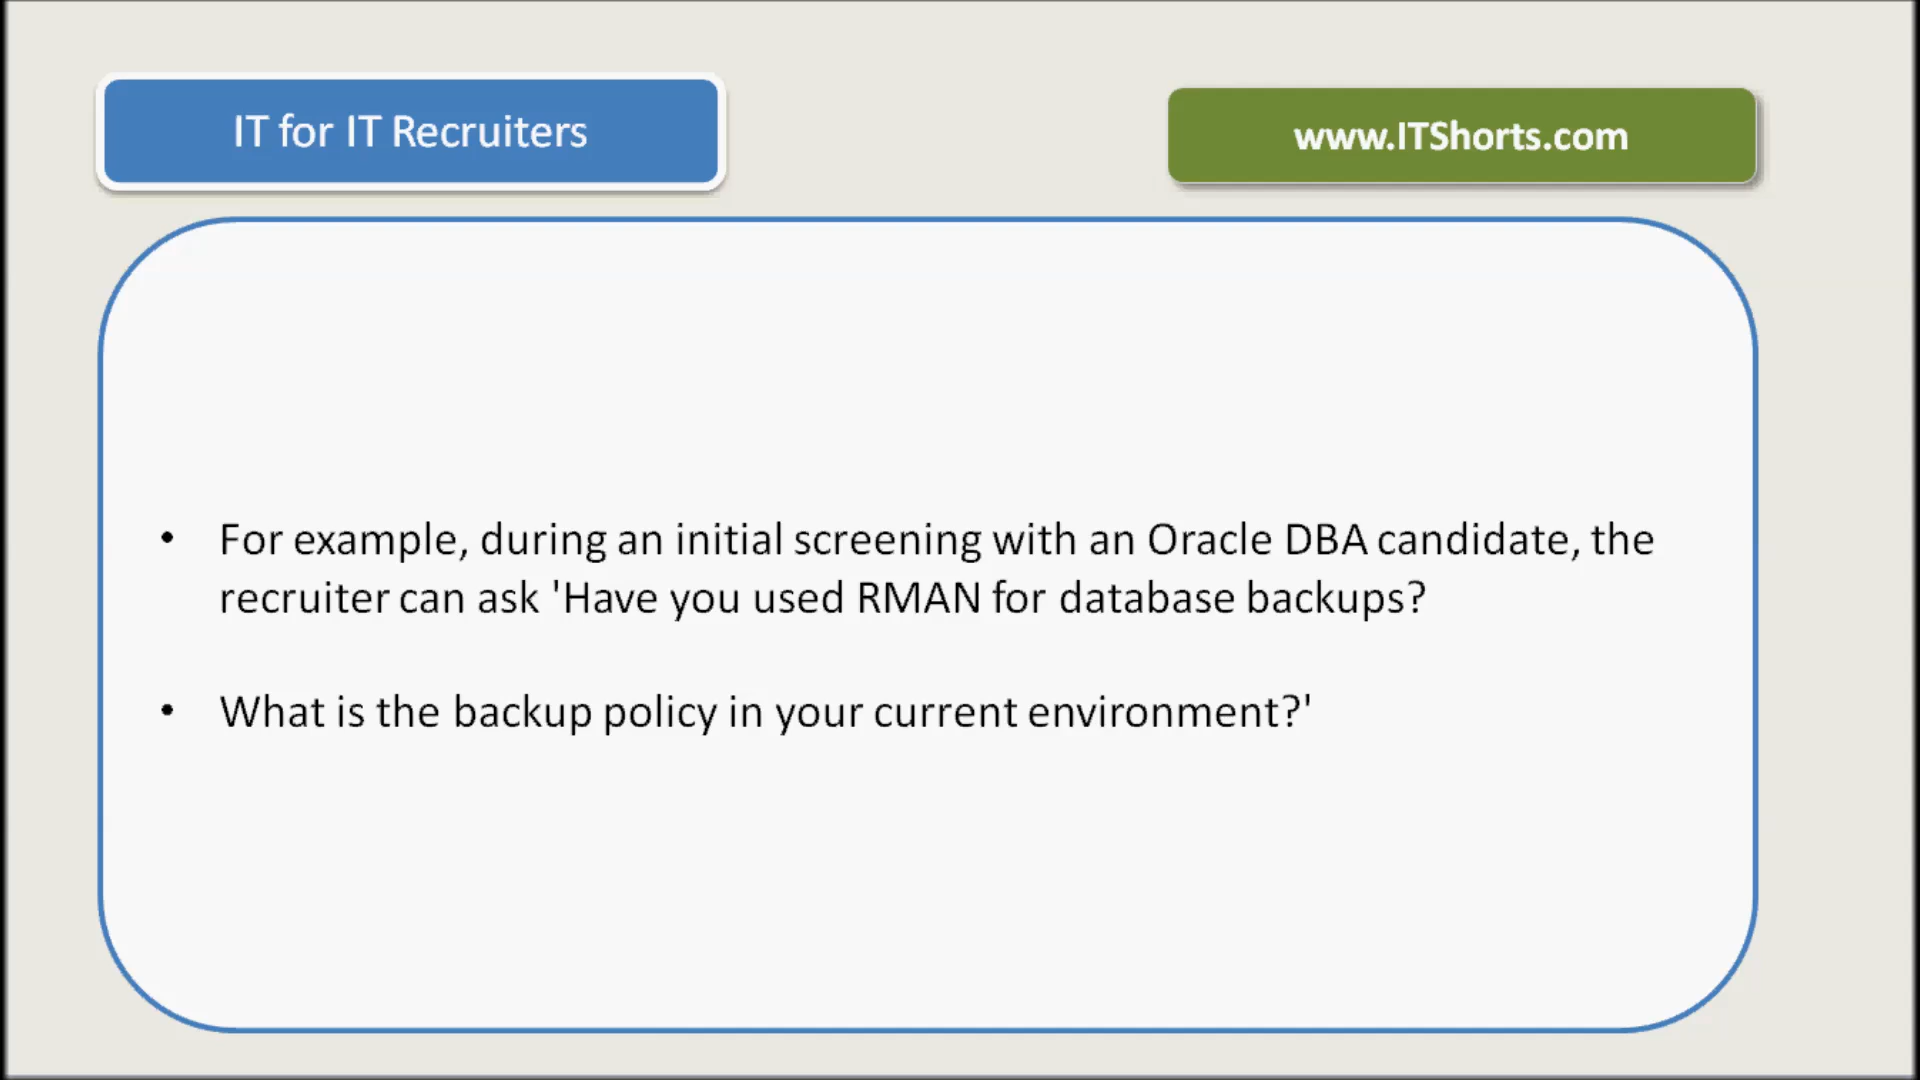 IT for IT Recruiters
www.ITShorts.com
• For example, during an initial screening with an Oracle DBA candidate, the
recruiter can ask 'Have you used RMAN for database backups?
• What is the backup policy in your current environment?'